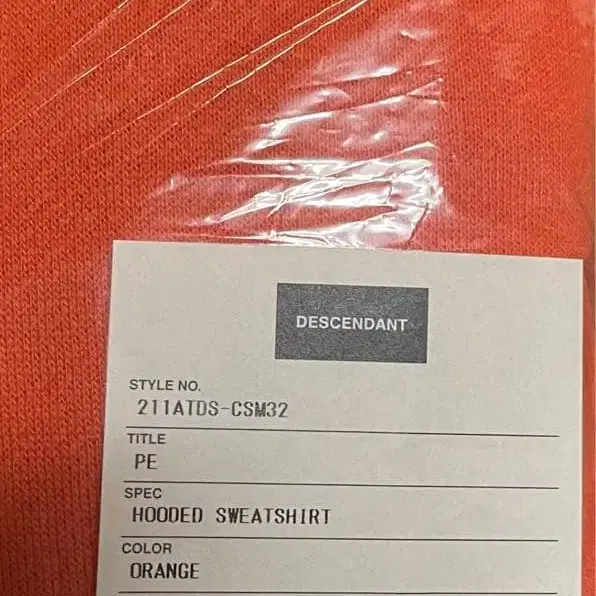 DESCENDANT
STYLE NO.
211ATDS-CSM32
TITLE
PE
SPEC
HOODED SWEATSHIRT
COLOR
ORANGE